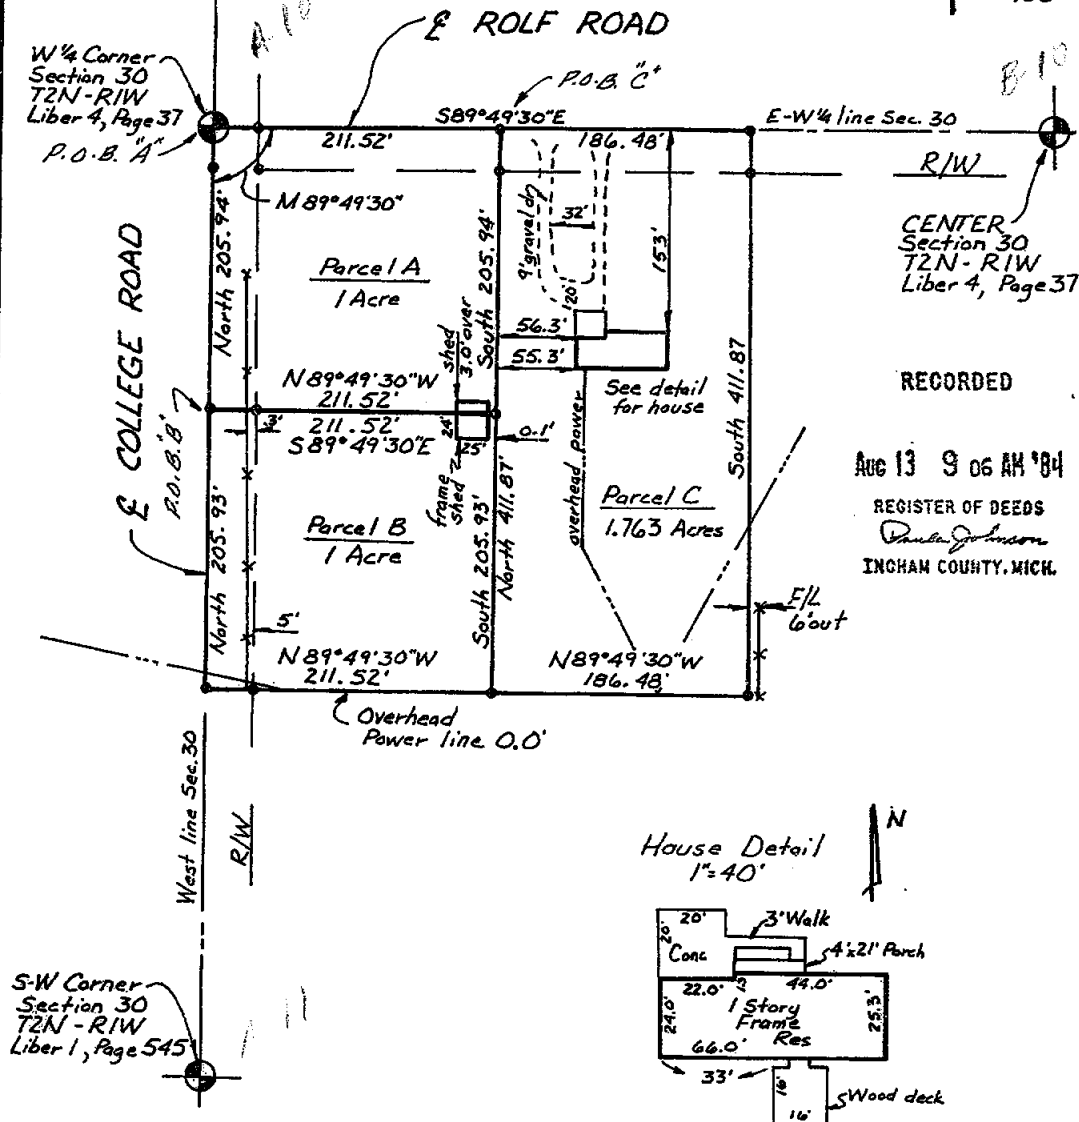 ℄ ROLF ROAD
A 10
W ¼ Corner
Section 30
T2N-R1W
Liber 4, Page 37
P.O.B. "A"
P.O.B. "C"
B 10
S89°49'30"E
211.52'
186.48'
E-W ¼ line Sec. 30
R/W
M 89°49'30"
CENTER
Section 30
T2N-R1W
Liber 4, Page 37
℄ COLLEGE ROAD
North 205.94'
Parcel A
1 Acre
South 205.94'
9' gravel dr
32'
20'
153'
56.3'
55.3'
See detail
for house
South 411.87
shed
3.0' over
N89°49'30"W
211.52'
211.52'
S89°49'30"E
3'
24'
25'
0.1'
frame
shed
P.O.B. "B"
RECORDED
AUG 13 9 06 AM '84
REGISTER OF DEEDS
Paula Johnson
INGHAM COUNTY, MICH.
North 205.93'
Parcel B
1 Acre
South 205.93'
North 411.87'
overhead power
Parcel C
1.763 Acres
F/L
6' out
5'
N89°49'30"W
211.52'
N89°49'30"W
186.48'
Overhead
Power line 0.0'
West line Sec. 30
R/W
S-W Corner
Section 30
T2N-R1W
Liber 1, Page 545
A 11
N
House Detail
1"=40'
20'
3' Walk
20'
Conc
4'x21' Porch
22.0'
44.0'
24.0'
1 Story
Frame
Res
25.3'
66.0'
33'
16'
Wood deck
16'